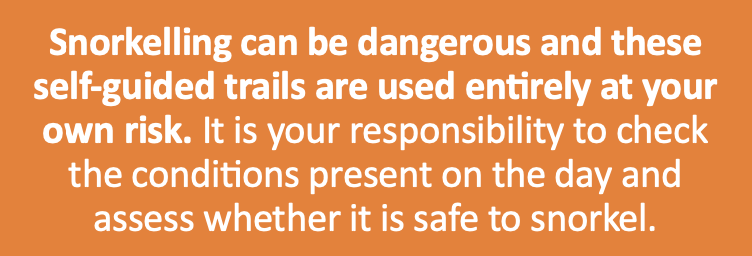 Snorkelling can be dangerous and these
self-guided trails are used entirely at your
own risk. It is your responsibility to check
the conditions present on the day and
assess whether it is safe to snorkel.